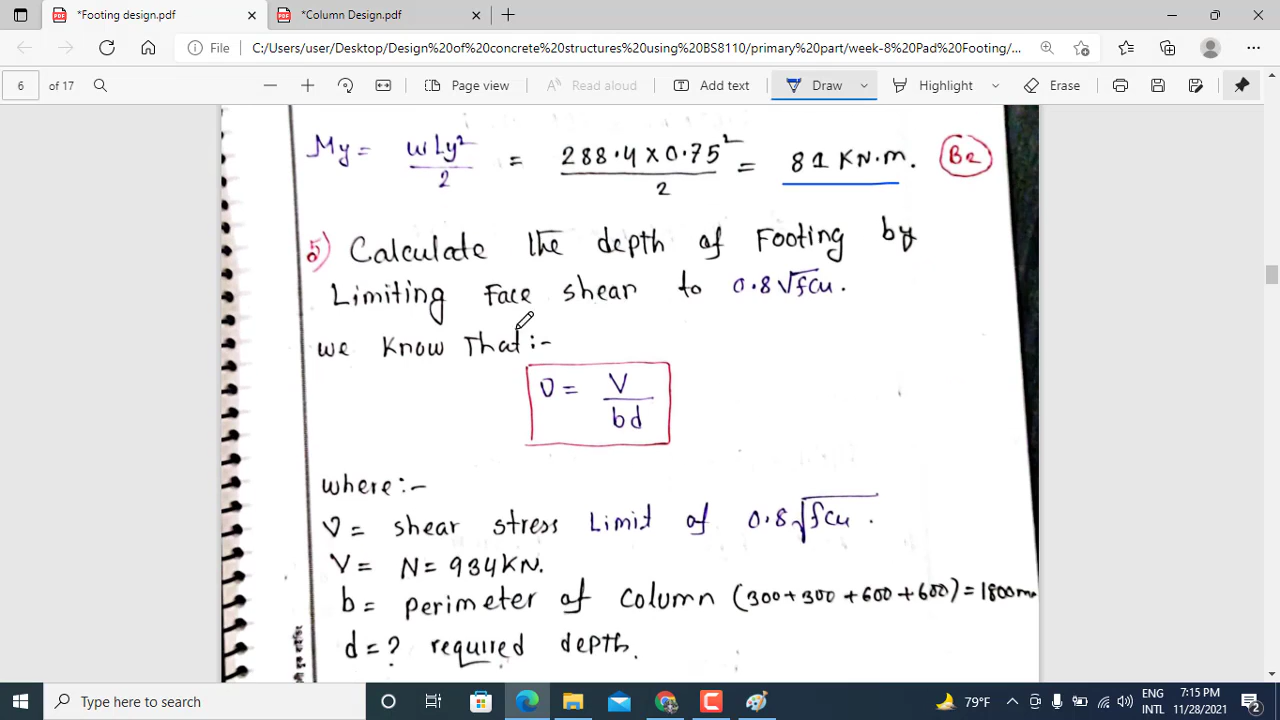 *Footing design.pdf
*Column Design.pdf
File C:/Users/user/Desktop/Design%20of%20concrete%20structures%20using%20BS8110/primary%20part/week-8%20Pad%20Footing/...
6 of 17 Page view Read aloud Add text Draw Highlight Erase
My = wLy²/2 = 288.4 x 0.75²/2 = 81 KN.m. B2
5) Calculate the depth of Footing by
Limiting Face shear to 0.8√fcu.
we Know That:-
υ = V/bd
where:-
υ = shear stress Limit of 0.8√fcu.
V = N = 934KN.
b = perimeter of column (300+300+600+600) = 1800m
d = ? required depth.
Type here to search
79°F
ENG
INTL
7:15 PM
11/28/2021
2